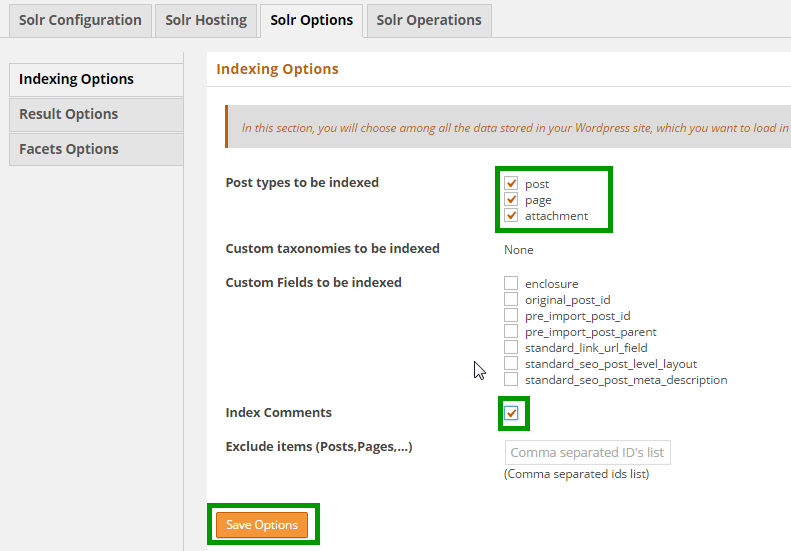 Solr Configuration
Solr Hosting
Solr Options
Solr Operations
Indexing Options
Result Options
Facets Options
Indexing Options
In this section, you will choose among all the data stored in your Wordpress site, which you want to load in
Post types to be indexed
post
page
attachment
Custom taxonomies to be indexed
None
Custom Fields to be indexed
enclosure
original_post_id
pre_import_post_id
pre_import_post_parent
standard_link_url_field
standard_seo_post_level_layout
standard_seo_post_meta_description
Index Comments
Exclude items (Posts,Pages,...)
Comma separated ID's list
(Comma separated ids list)
Save Options